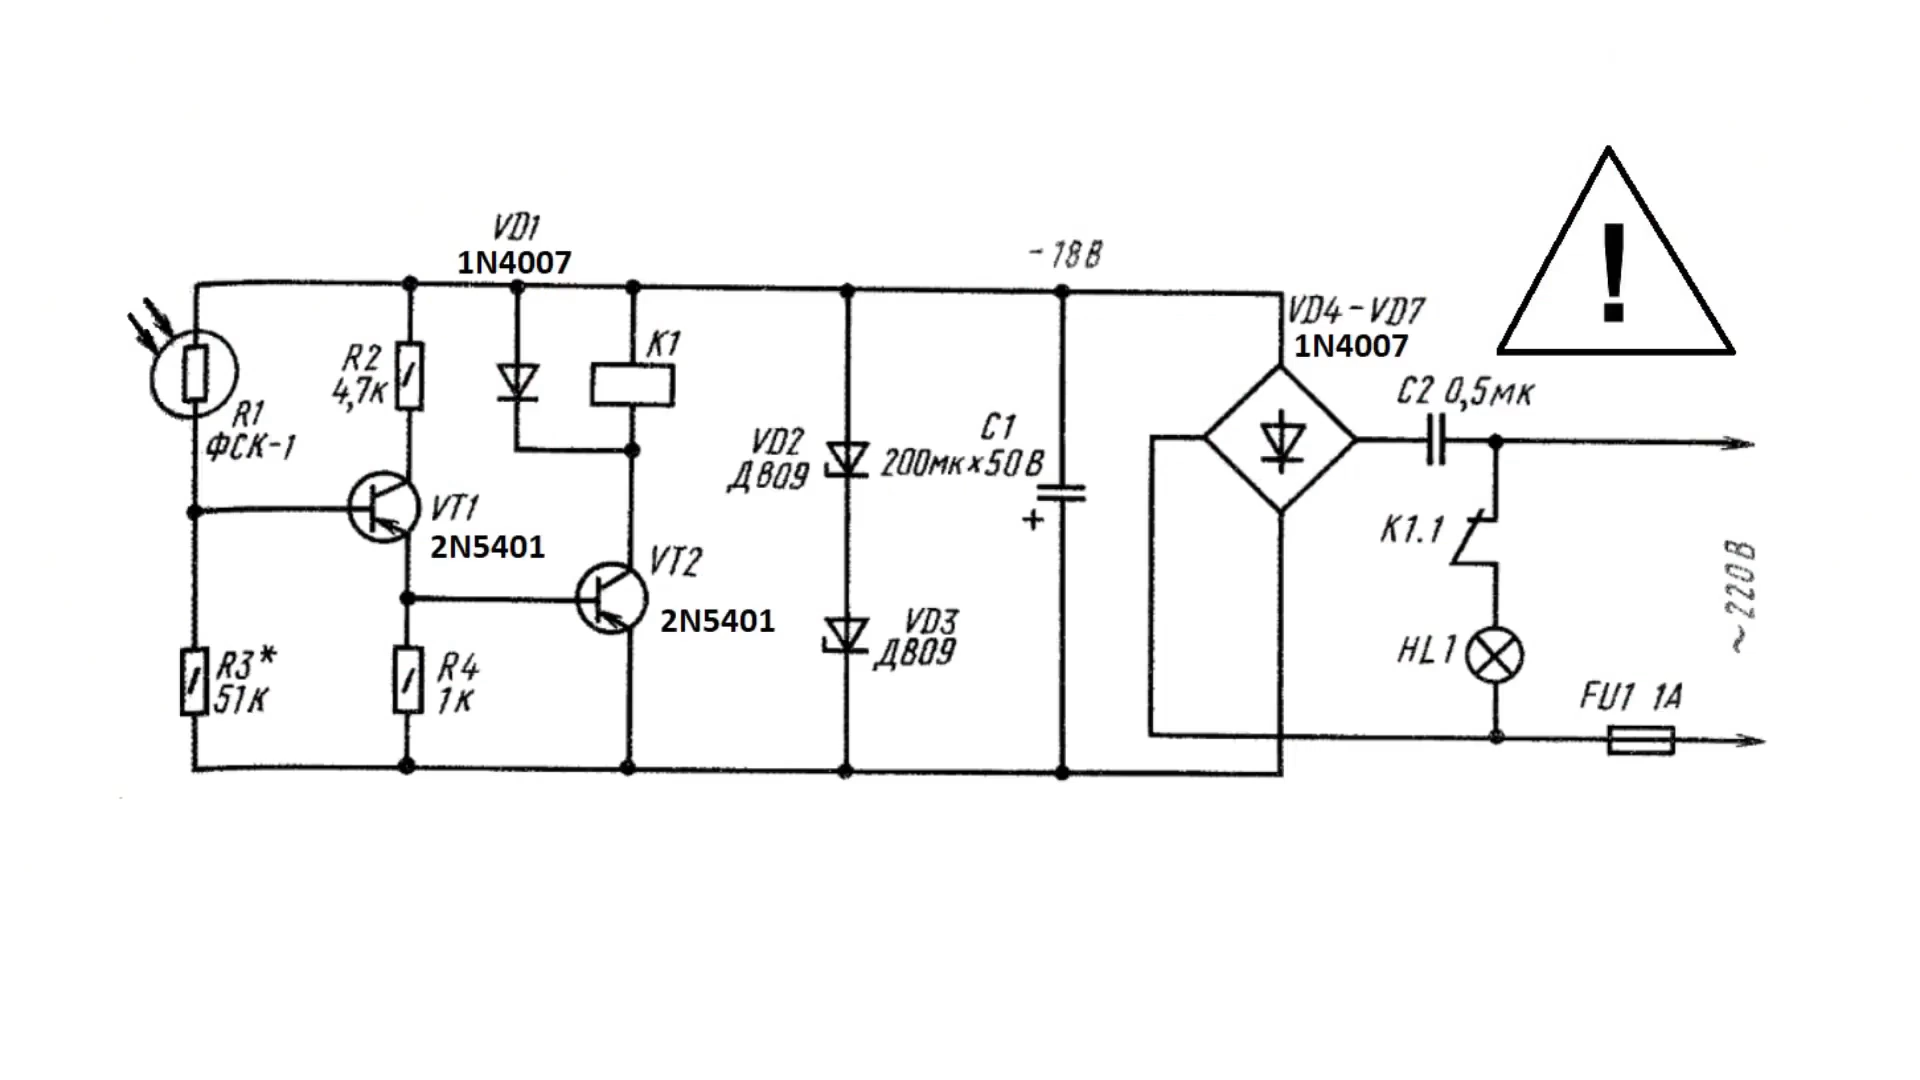 VD1
1N4007
- 18 В
VD4 - VD7
1N4007
!
K1
R2
4,7к
R1
ФСК-1
C2 0,5мк
VD2
Д809
C1
200мк×50В
+
VT1
2N5401
K1.1
VT2
2N5401
~220В
R3*
51К
R4
1К
VD3
Д809
HL1
FU1 1А